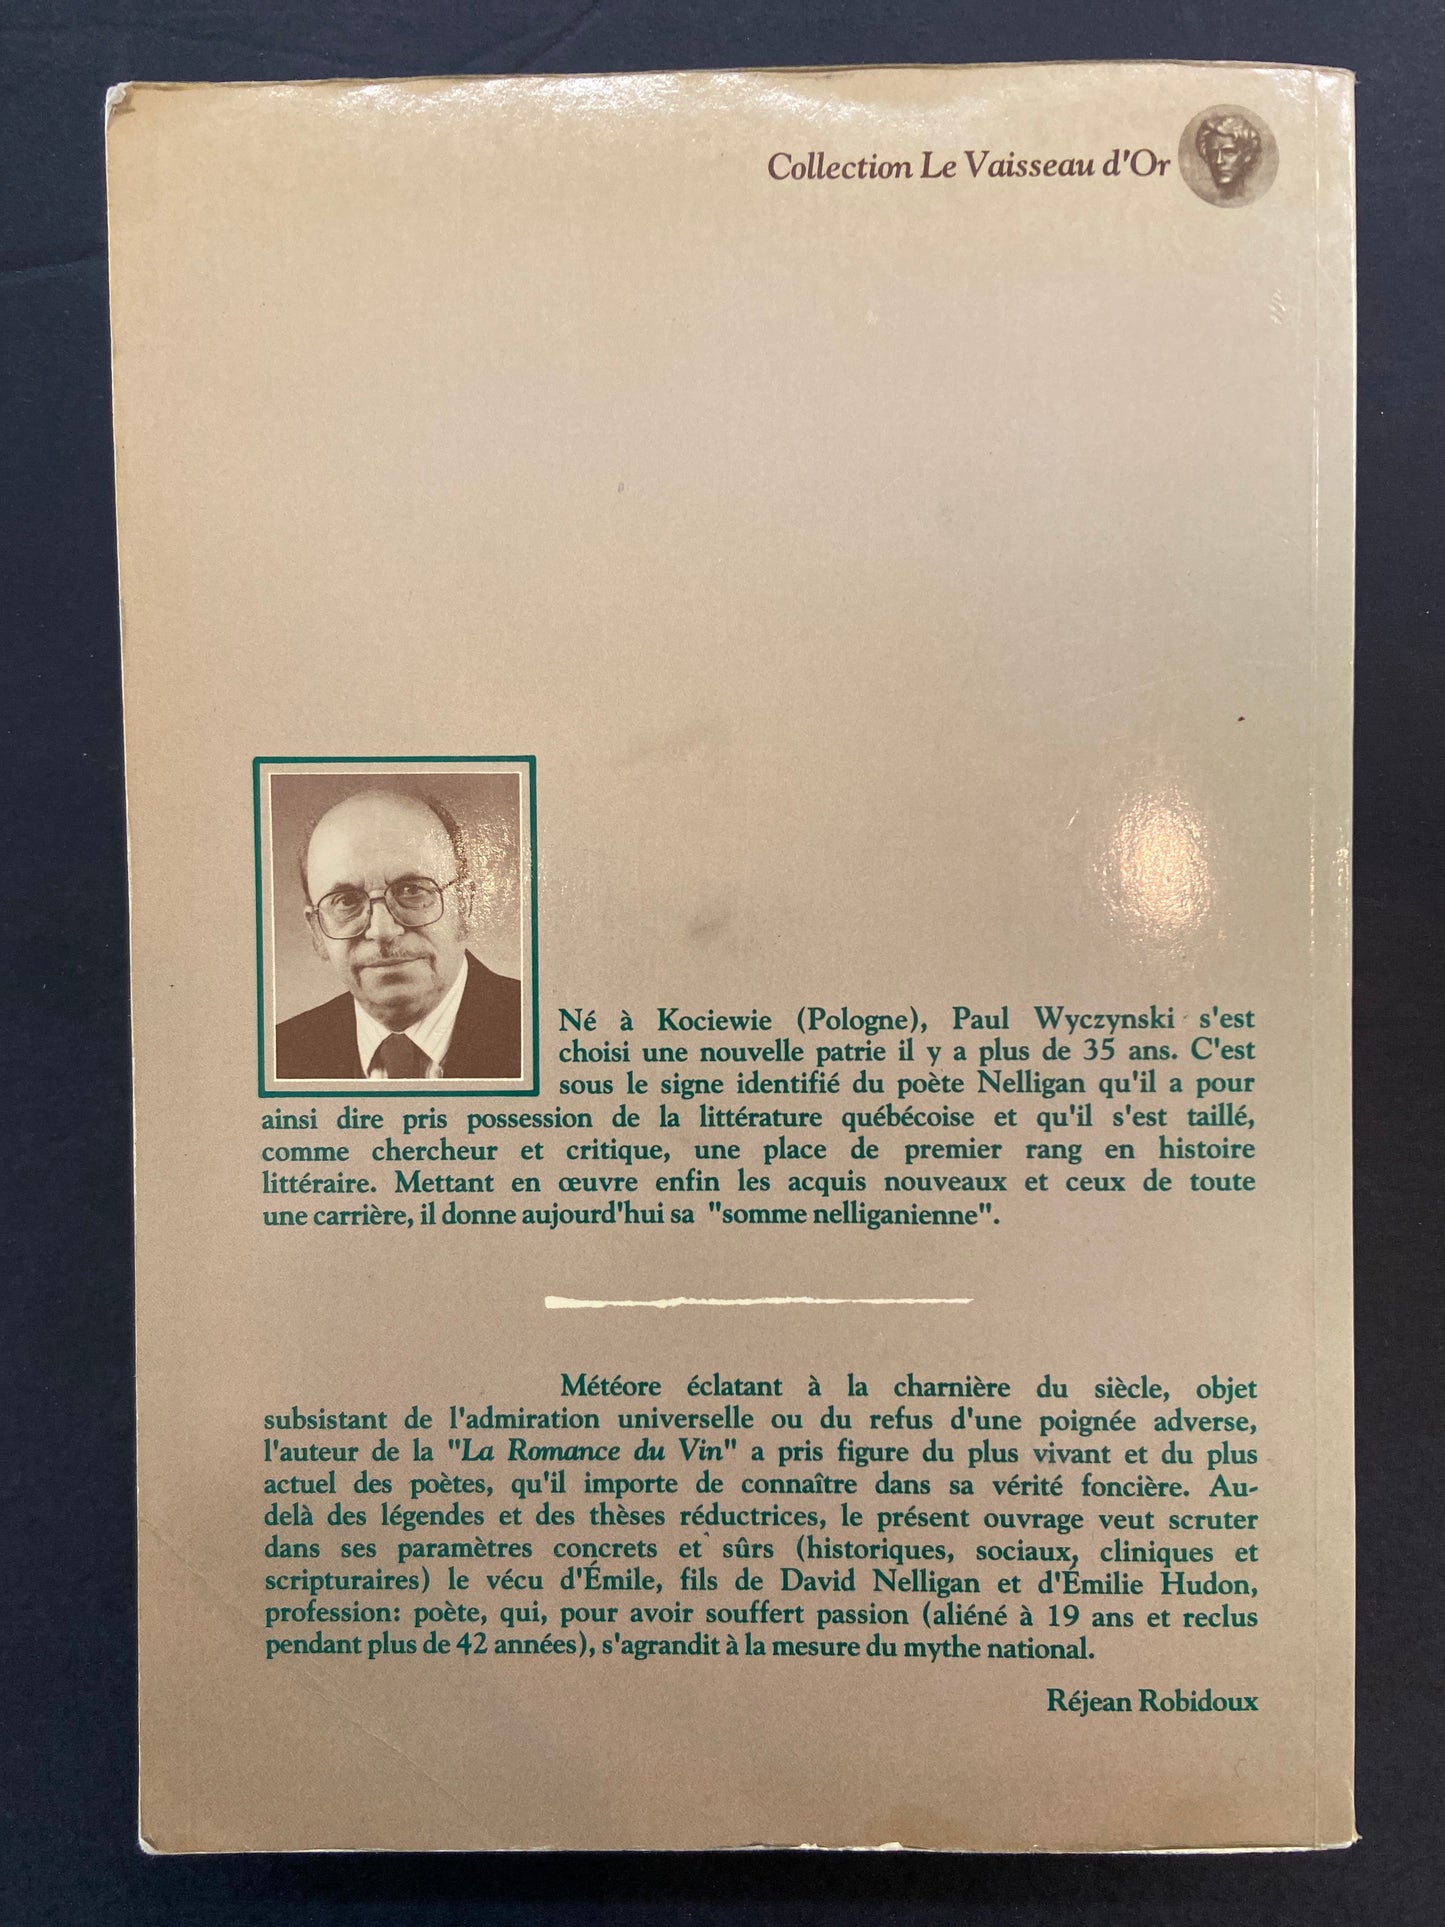 Collection Le Vaisseau d'Or
Né à Kociewie (Pologne), Paul Wyczynski s'est
choisi une nouvelle patrie il y a plus de 35 ans. C'est
sous le signe identifié du poète Nelligan qu'il a pour
ainsi dire pris possession de la littérature québécoise et qu'il s'est taillé,
comme chercheur et critique, une place de premier rang en histoire
littéraire. Mettant en œuvre enfin les acquis nouveaux et ceux de toute
une carrière, il donne aujourd'hui sa "somme nelliganienne".
Météore éclatant à la charnière du siècle, objet
subsistant de l'admiration universelle ou du refus d'une poignée adverse,
l'auteur de la "La Romance du Vin" a pris figure du plus vivant et du plus
actuel des poètes, qu'il importe de connaître dans sa vérité foncière. Au-
delà des légendes et des thèses réductrices, le présent ouvrage veut scruter
dans ses paramètres concrets et sûrs (historiques, sociaux, cliniques et
scripturaires) le vécu d'Émile, fils de David Nelligan et d'Émilie Hudon,
profession: poète, qui, pour avoir souffert passion (aliéné à 19 ans et reclus
pendant plus de 42 années), s'agrandit à la mesure du mythe national.
Réjean Robidoux